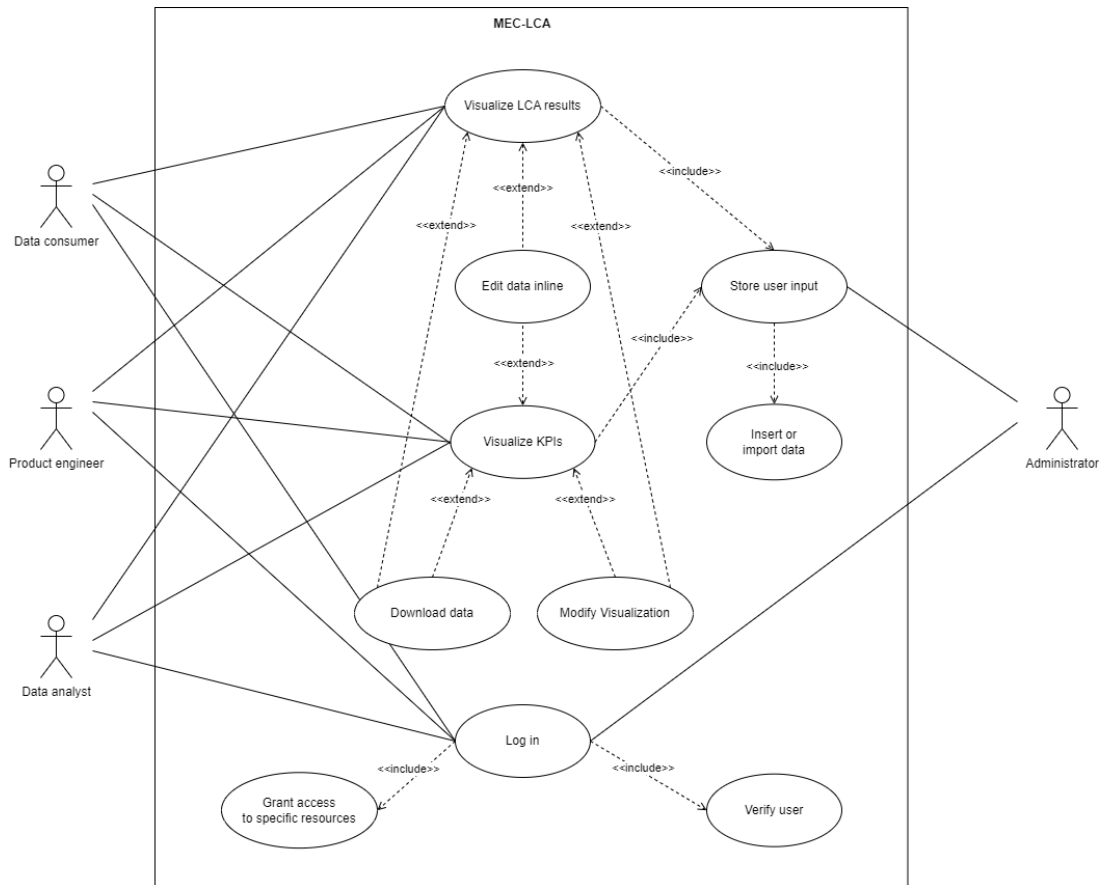 MEC-LCA
Visualize LCA results
<<include>>
<<extend>>
<<extend>>
<<extend>>
Data consumer
Edit data inline
Store user input
<<include>>
<<extend>>
<<include>>
Visualize KPIs
Insert or
import data
Product engineer
Administrator
<<extend>>
<<extend>>
Download data
Modify Visualization
Data analyst
Log in
<<include>>
<<include>>
Grant access
to specific resources
Verify user